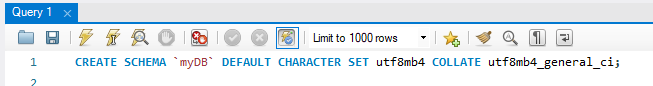 Query 1
Limit to 1000 rows
1 CREATE SCHEMA `myDB` DEFAULT CHARACTER SET utf8mb4 COLLATE utf8mb4_general_ci;
2